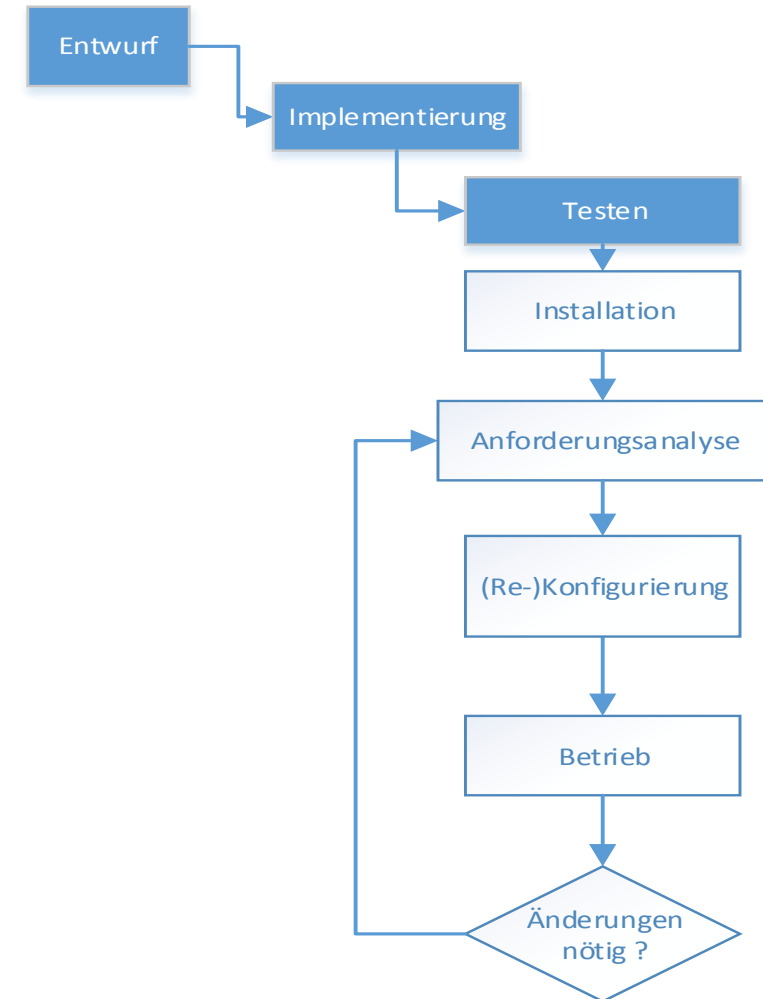 Entwurf
Implementierung
Testen
Installation
Anforderungsanalyse
(Re-)Konfigurierung
Betrieb
Änderungen
nötig ?